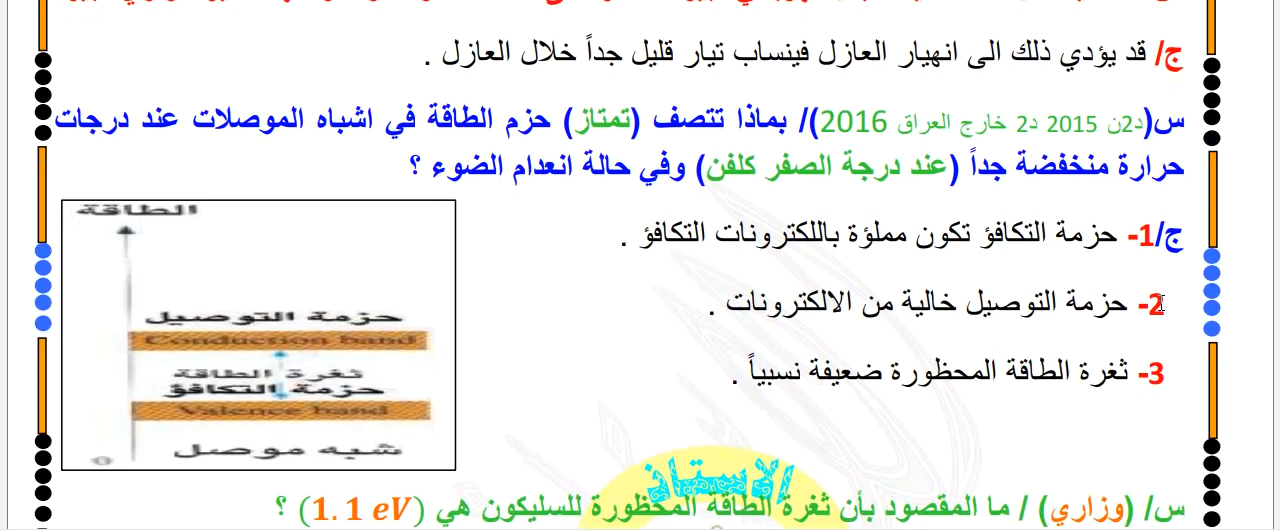 ج/ قد يؤدي ذلك الى انهيار العازل فينساب تيار قليل جداً خلال العازل .
س(د2ن 2015 د2 خارج العراق 2016)/ بماذا تتصف (تمتاز) حزم الطاقة في اشباه الموصلات عند درجات
حرارة منخفضة جداً (عند درجة الصفر كلفن) وفي حالة انعدام الضوء ؟
ج/1- حزمة التكافؤ تكون مملؤة باللكترونات التكافؤ .
2- حزمة التوصيل خالية من الالكترونات .
3- ثغرة الطاقة المحظورة ضعيفة نسبياً .
الطاقة
حزمة التوصيل
Conduction band
ثغرة الطاقة
حزمة التكافؤ
Valence band
شبه موصل
0
الأستاذ
س/ (وزاري) / ما المقصود بأن ثغرة الطاقة المحظورة للسليكون هي (1.1 eV) ؟